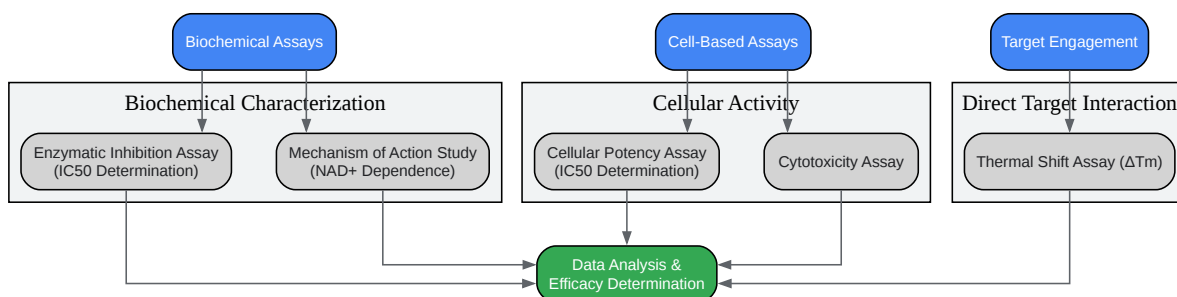 Biochemical Assays
Cell-Based Assays
Target Engagement
Biochemical Characterization
Cellular Activity
Direct Target Interaction
Enzymatic Inhibition Assay
(IC50 Determination)
Mechanism of Action Study
(NAD+ Dependence)
Cellular Potency Assay
(IC50 Determination)
Cytotoxicity Assay
Thermal Shift Assay (ΔTm)
Data Analysis &
Efficacy Determination